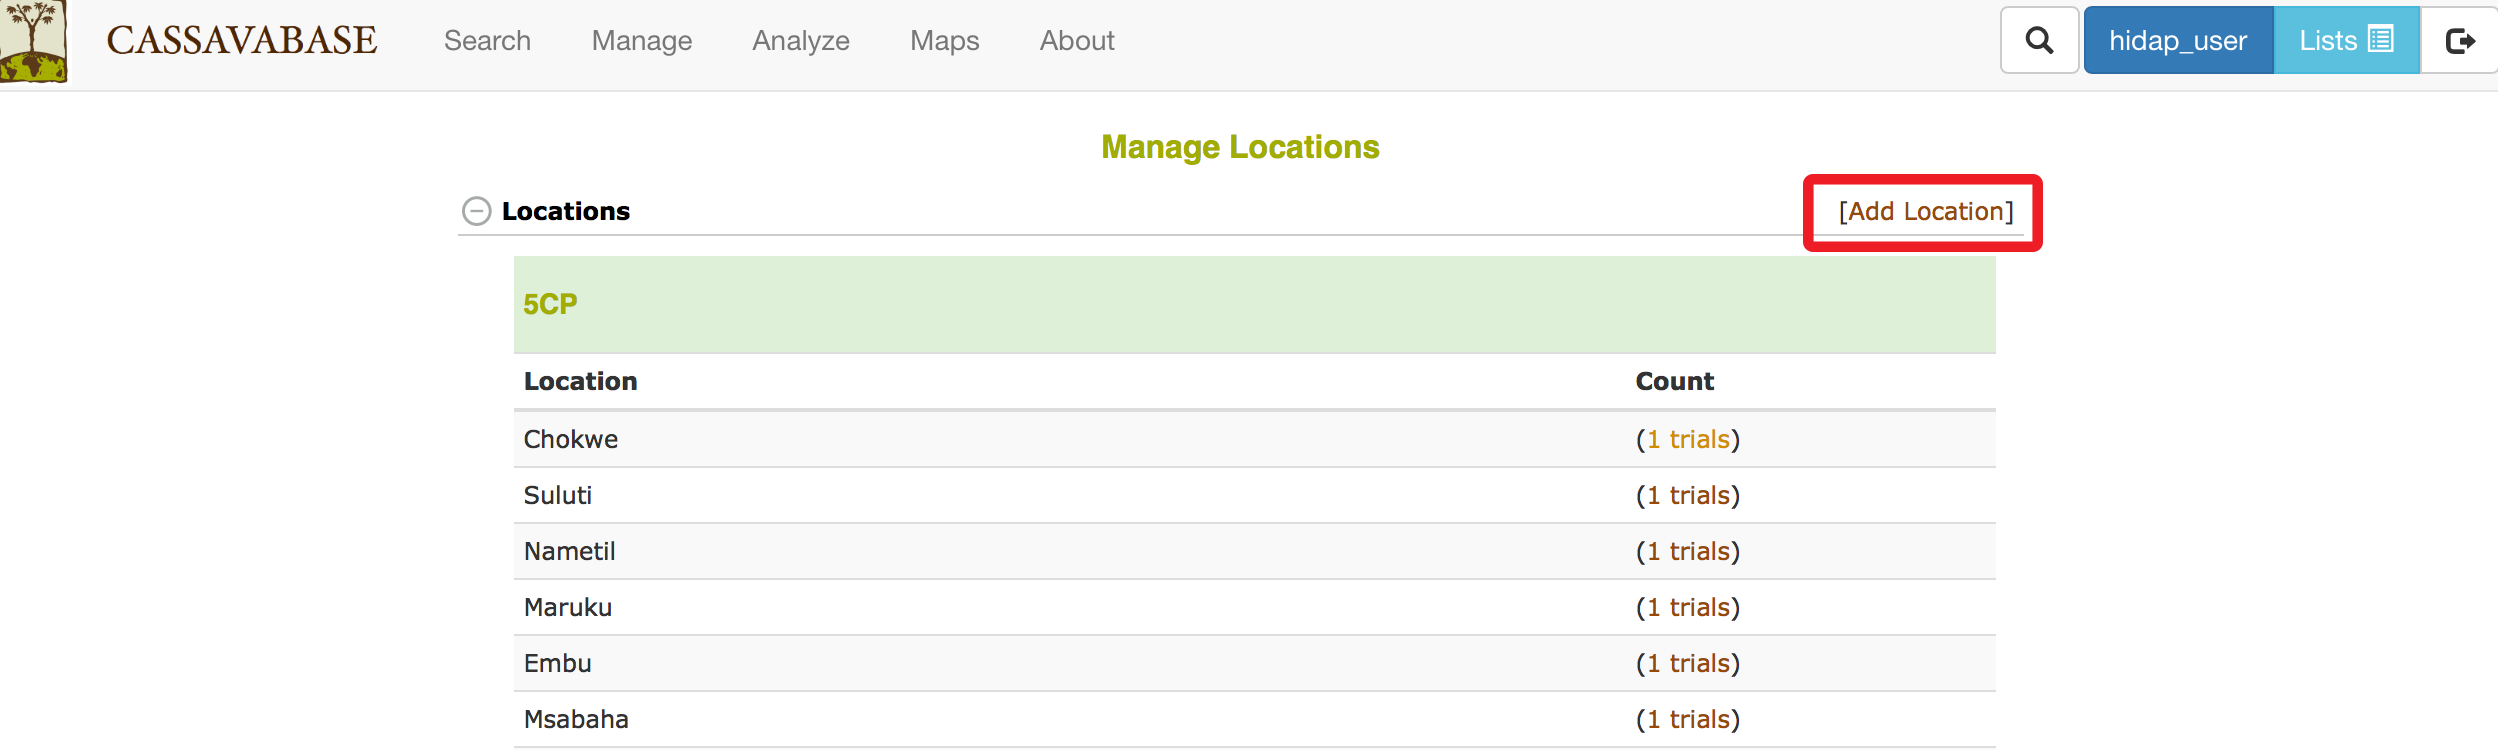 CASSAVABASE Search Manage Analyze Maps About hidap_user Lists
Manage Locations
Locations [Add Location]
5CP
Location Count
Chokwe (1 trials)
Suluti (1 trials)
Nametil (1 trials)
Maruku (1 trials)
Embu (1 trials)
Msabaha (1 trials)